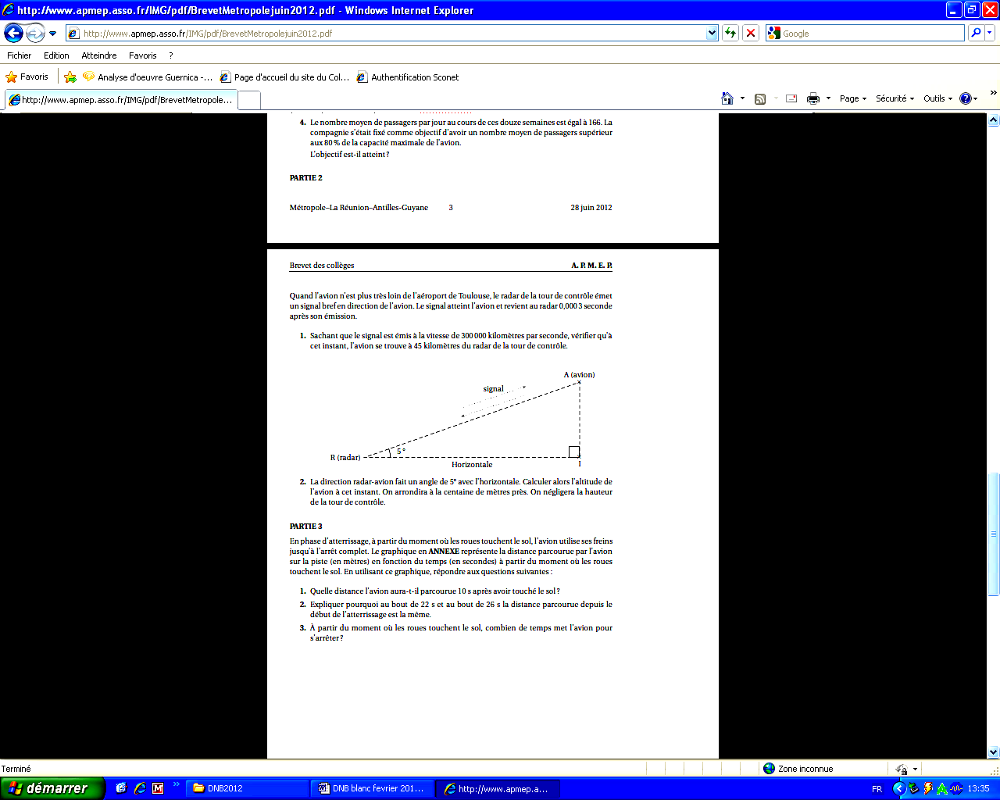 http://www.apmep.asso.fr/IMG/pdf/BrevetMetropolejuin2012.pdf - Windows Internet Explorer
http://www.apmep.asso.fr/IMG/pdf/BrevetMetropolejuin2012.pdf
Google
Fichier Edition Atteindre Favoris ?
Favoris Analyse d'oeuvre Guernica -... Page d'accueil du site du Col... Authentification Sconet
http://www.apmep.asso.fr/IMG/pdf/BrevetMetropole... Page Sécurité Outils
4. Le nombre moyen de passagers par jour au cours de ces douze semaines est égal à 166. La
compagnie s'était fixé comme objectif d'avoir un nombre moyen de passagers supérieur
aux 80 % de la capacité maximale de l'avion.
L'objectif est-il atteint ?
PARTIE 2
Métropole–La Réunion–Antilles-Guyane 3 28 juin 2012
Brevet des collèges A. P. M. E. P.
Quand l'avion n'est plus très loin de l'aéroport de Toulouse, le radar de la tour de contrôle émet
un signal bref en direction de l'avion. Le signal atteint l'avion et revient au radar 0,000 3 seconde
après son émission.
1. Sachant que le signal est émis à la vitesse de 300 000 kilomètres par seconde, vérifier qu'à
cet instant, l'avion se trouve à 45 kilomètres du radar de la tour de contrôle.
A (avion)
signal
5°
R (radar)
Horizontale
I
2. La direction radar-avion fait un angle de 5° avec l'horizontale. Calculer alors l'altitude de
l'avion à cet instant. On arrondira à la centaine de mètres près. On négligera la hauteur
de la tour de contrôle.
PARTIE 3
En phase d'atterrissage, à partir du moment où les roues touchent le sol, l'avion utilise ses freins
jusqu'à l'arrêt complet. Le graphique en ANNEXE représente la distance parcourue par l'avion
sur la piste (en mètres) en fonction du temps (en secondes) à partir du moment où les roues
touchent le sol. En utilisant ce graphique, répondre aux questions suivantes :
1. Quelle distance l'avion aura-t-il parcourue 10 s après avoir touché le sol ?
2. Expliquer pourquoi au bout de 22 s et au bout de 26 s la distance parcourue depuis le
début de l'atterrissage est la même.
3. À partir du moment où les roues touchent le sol, combien de temps met l'avion pour
s'arrêter ?
Terminé Zone inconnue
démarrer DNB2012 DNB blanc fevrier 201... http://www.apmep.a... FR 13:35